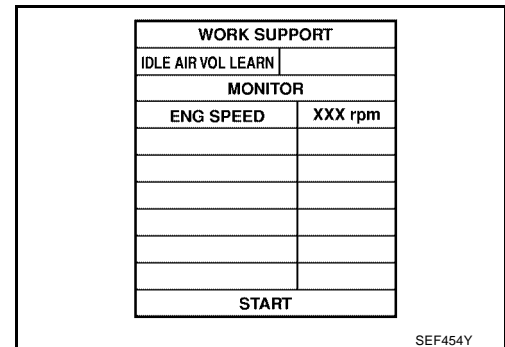 WORK SUPPORT
IDLE AIR VOL LEARN
MONITOR
ENG SPEED XXX rpm
START
SEF454Y